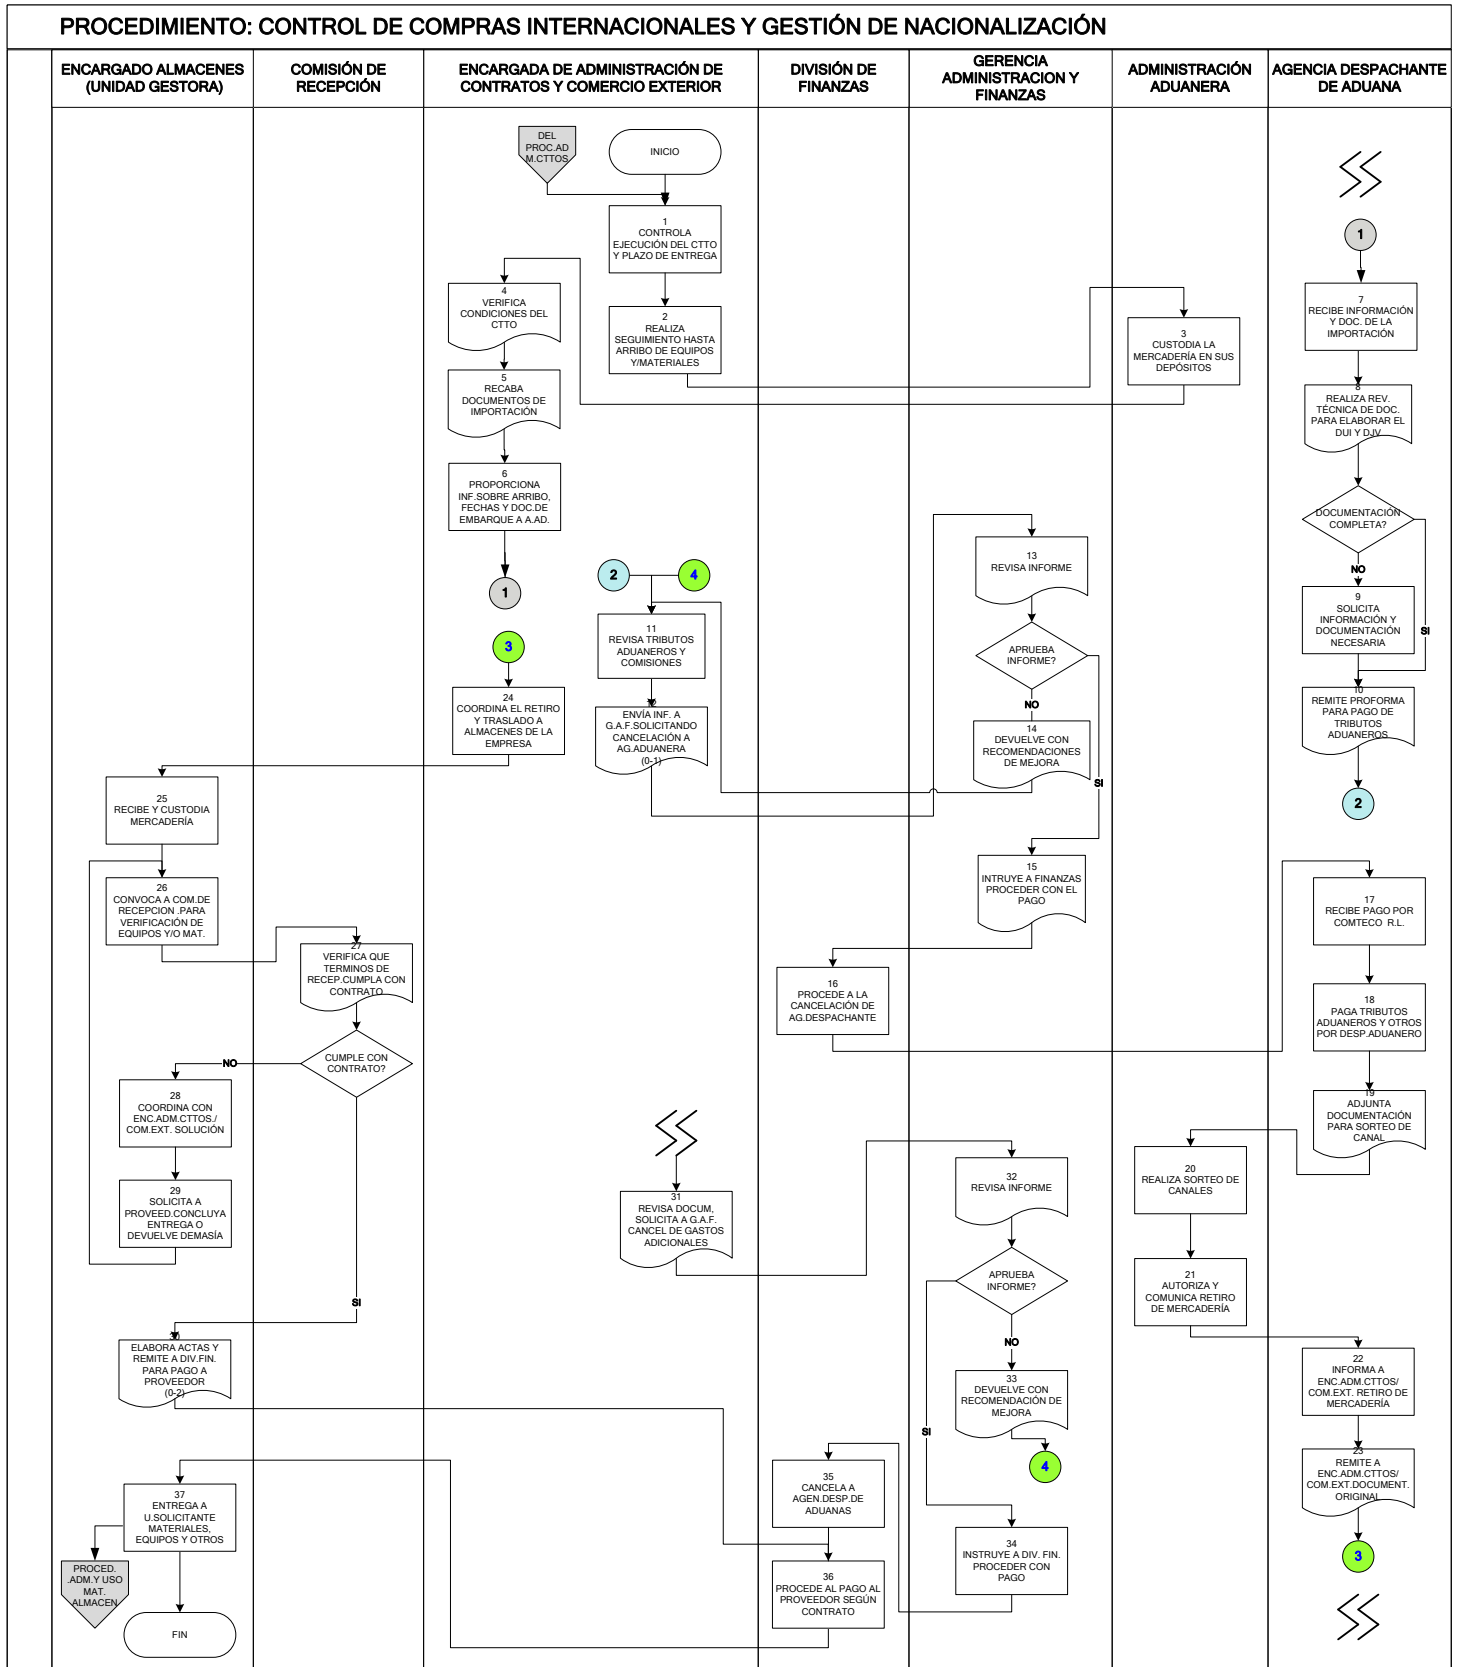 PROCEDIMIENTO: CONTROL DE COMPRAS INTERNACIONALES Y GESTIÓN DE NACIONALIZACIÓN
ENCARGADO ALMACENES
(UNIDAD GESTORA)
COMISIÓN DE
RECEPCIÓN
ENCARGADA DE ADMINISTRACIÓN DE
CONTRATOS Y COMERCIO EXTERIOR
DIVISIÓN DE
FINANZAS
GERENCIA
ADMINISTRACION Y
FINANZAS
ADMINISTRACIÓN
ADUANERA
AGENCIA DESPACHANTE
DE ADUANA
DEL
PROC.AD
M.CTTOS
INICIO
1
CONTROLA
EJECUCIÓN DEL CTTO
Y PLAZO DE ENTREGA
2
REALIZA
SEGUIMIENTO HASTA
ARRIBO DE EQUIPOS
Y/MATERIALES
3
CUSTODIA LA
MERCADERÍA EN SUS
DEPÓSITOS
4
VERIFICA
CONDICIONES DEL
CTTO
5
RECABA
DOCUMENTOS DE
IMPORTACIÓN
6
PROPORCIONA
INF.SOBRE ARRIBO,
FECHAS Y DOC.DE
EMBARQUE A A.AD.
1
1
7
RECIBE INFORMACIÓN
Y DOC. DE LA
IMPORTACIÓN
8
REALIZA REV.
TÉCNICA DE DOC.
PARA ELABORAR EL
DUI Y DJV
DOCUMENTACIÓN
COMPLETA?
NO
SI
9
SOLICITA
INFORMACIÓN Y
DOCUMENTACIÓN
NECESARIA
10
REMITE PROFORMA
PARA PAGO DE
TRIBUTOS
ADUANEROS
2
2
4
11
REVISA TRIBUTOS
ADUANEROS Y
COMISIONES
12
ENVÍA INF. A
G.A.F.SOLICITANDO
CANCELACIÓN A
AG.ADUANERA
(0-1)
13
REVISA INFORME
APRUEBA
INFORME?
NO
SI
14
DEVUELVE CON
RECOMENDACIONES
DE MEJORA
15
INTRUYE A FINANZAS
PROCEDER CON EL
PAGO
16
PROCEDE A LA
CANCELACIÓN DE
AG.DESPACHANTE
17
RECIBE PAGO POR
COMTECO R.L.
18
PAGA TRIBUTOS
ADUANEROS Y OTROS
POR DESP.ADUANERO
19
ADJUNTA
DOCUMENTACIÓN
PARA SORTEO DE
CANAL
20
REALIZA SORTEO DE
CANALES
21
AUTORIZA Y
COMUNICA RETIRO
DE MERCADERÍA
22
INFORMA A
ENC.ADM.CTTOS/
COM.EXT. RETIRO DE
MERCADERÍA
23
REMITE A
ENC.ADM.CTTOS/
COM.EXT.DOCUMENT.
ORIGINAL
3
3
24
COORDINA EL RETIRO
Y TRASLADO A
ALMACENES DE LA
EMPRESA
25
RECIBE Y CUSTODIA
MERCADERÍA
26
CONVOCA A COM.DE
RECEPCION .PARA
VERIFICACIÓN DE
EQUIPOS Y/O MAT.
27
VERIFICA QUE
TERMINOS DE
RECEP.CUMPLA CON
CONTRATO
CUMPLE CON
CONTRATO?
NO
SI
28
COORDINA CON
ENC.ADM.CTTOS./
COM.EXT. SOLUCIÓN
29
SOLICITA A
PROVEED.CONCLUYA
ENTREGA O
DEVUELVE DEMASÍA
30
ELABORA ACTAS Y
REMITE A DIV.FIN.
PARA PAGO A
PROVEEDOR
(0-2)
31
REVISA DOCUM,
SOLICITA A G.A.F.
CANCEL DE GASTOS
ADICIONALES
32
REVISA INFORME
APRUEBA
INFORME?
NO
SI
33
DEVUELVE CON
RECOMENDACIÓN DE
MEJORA
4
34
INSTRUYE A DIV. FIN.
PROCEDER CON
PAGO
35
CANCELA A
AGEN.DESP.DE
ADUANAS
36
PROCEDE AL PAGO AL
PROVEEDOR SEGÚN
CONTRATO
37
ENTREGA A
U.SOLICITANTE
MATERIALES,
EQUIPOS Y OTROS
PROCED.
.ADM.Y USO
MAT.
ALMACEN
FIN